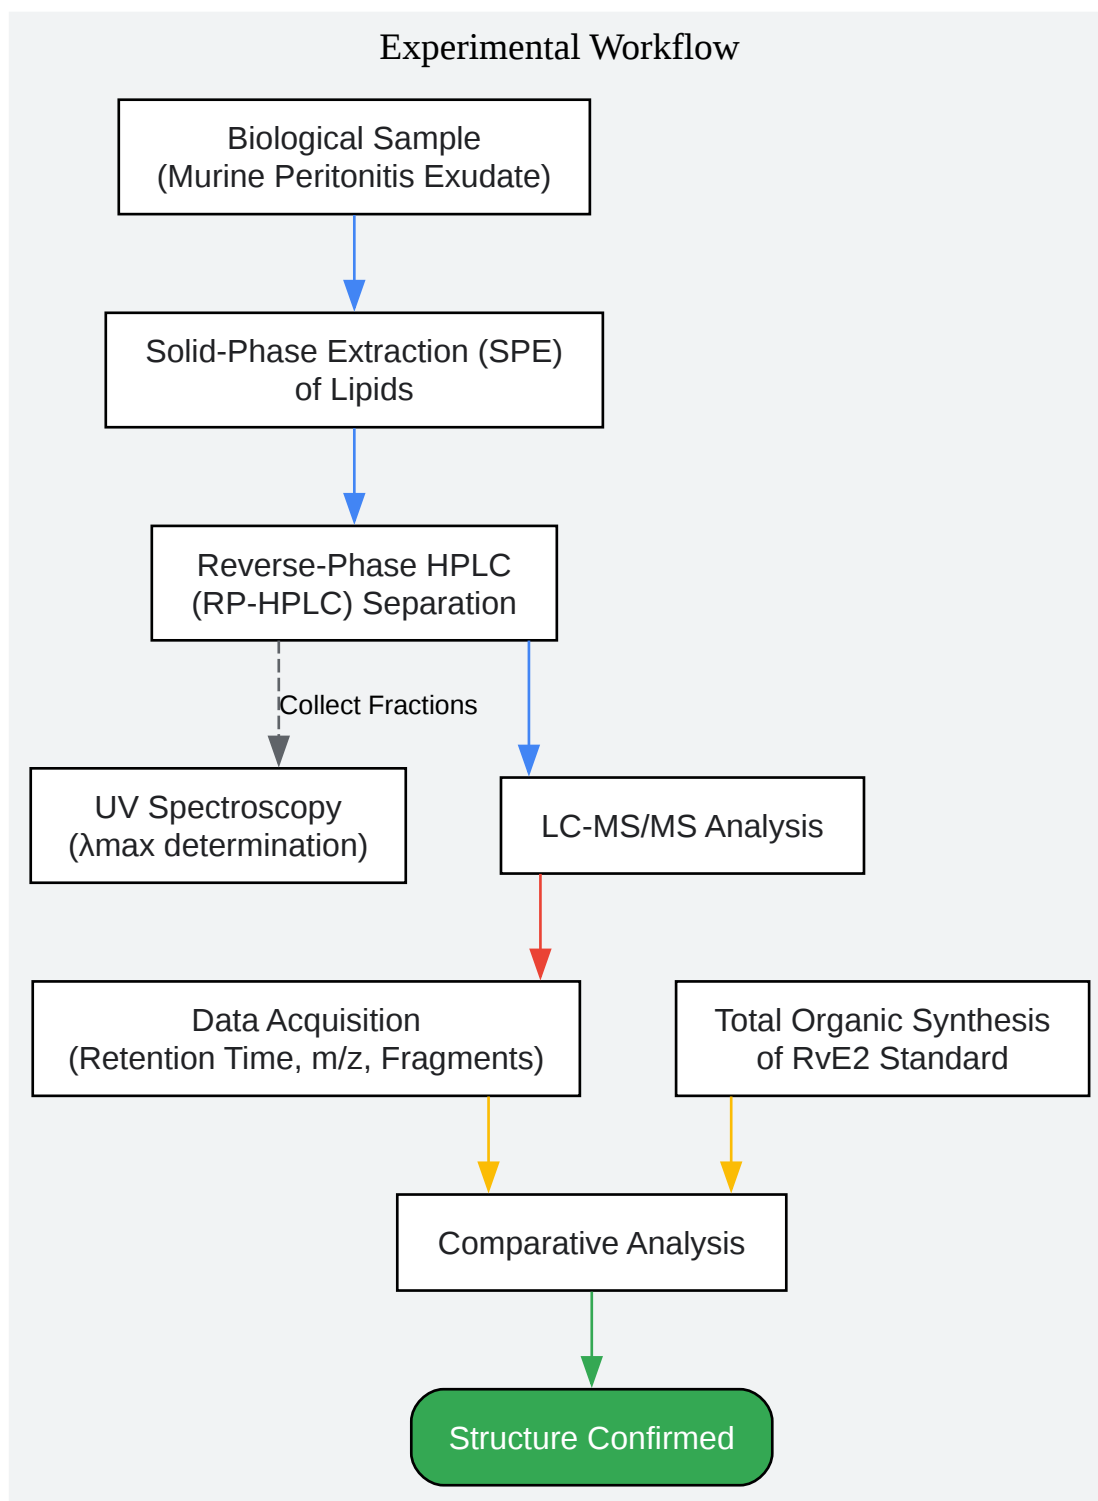 Experimental Workflow
Biological Sample
(Murine Peritonitis Exudate)
Solid-Phase Extraction (SPE)
of Lipids
Reverse-Phase HPLC
(RP-HPLC) Separation
Collect Fractions
UV Spectroscopy
(λmax determination)
LC-MS/MS Analysis
Data Acquisition
(Retention Time, m/z, Fragments)
Total Organic Synthesis
of RvE2 Standard
Comparative Analysis
Structure Confirmed